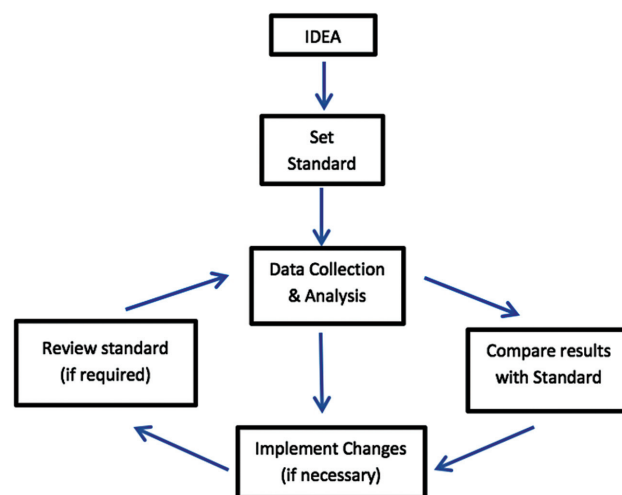 IDEA
Set
Standard
Data Collection
& Analysis
Review standard
(if required)
Compare results
with Standard
Implement Changes
(if necessary)